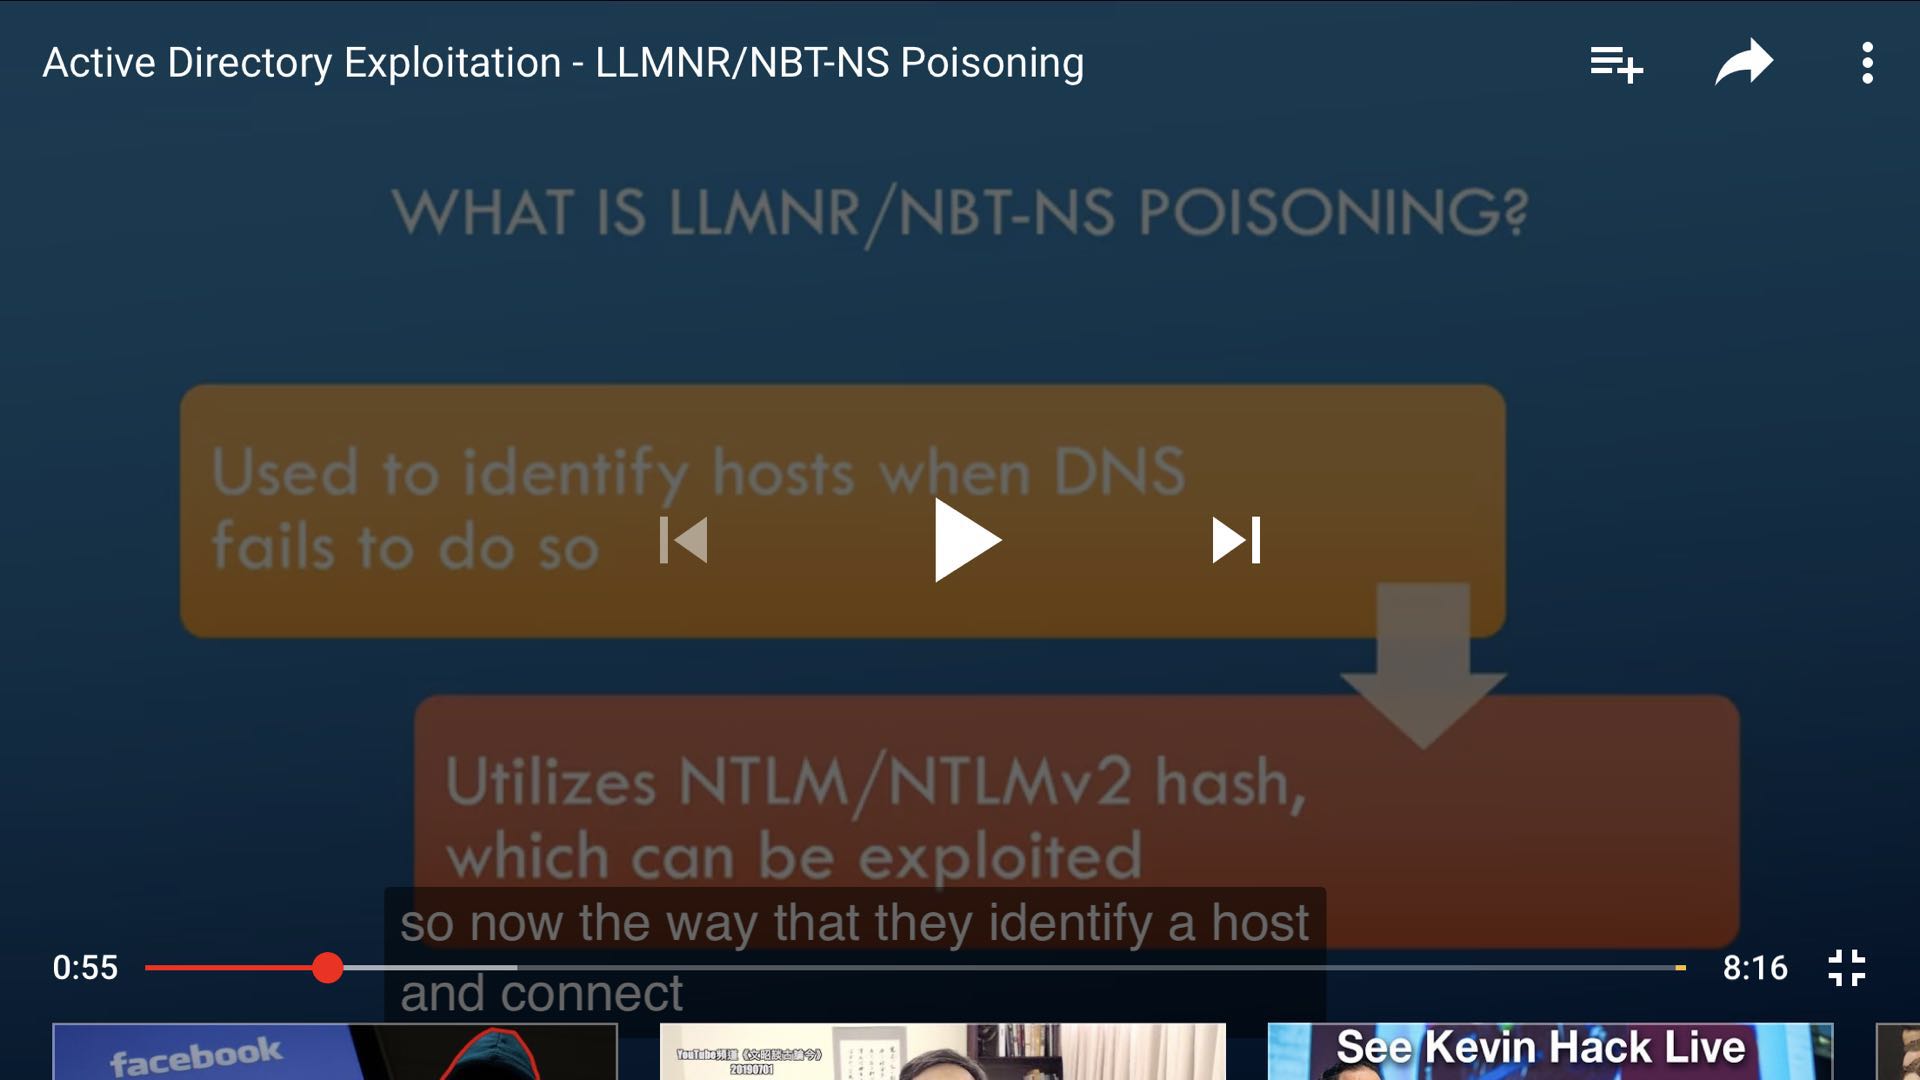 Active Directory Exploitation - LLMNR/NBT-NS Poisoning
WHAT IS LLMNR/NBT-NS POISONING?
Used to identify hosts when DNS
fails to do so
Utilizes NTLM/NTLMv2 hash,
which can be exploited
so now the way that they identify a host
and connect
0:55
8:16
facebook
YouTube頻道《文昭談古論今》
20190701
See Kevin Hack Live